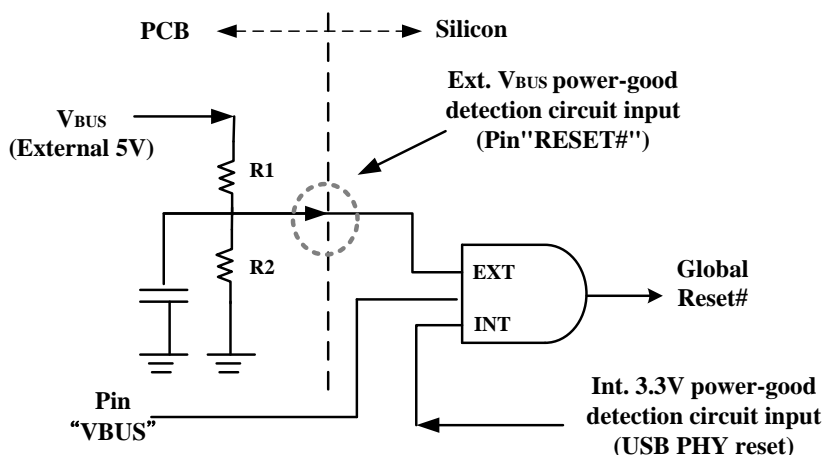 PCB
Silicon
Ext. VBUS power-good
detection circuit input
(Pin"RESET#")
VBUS
(External 5V)
R1
R2
EXT
INT
Global
Reset#
Pin
“VBUS”
Int. 3.3V power-good
detection circuit input
(USB PHY reset)